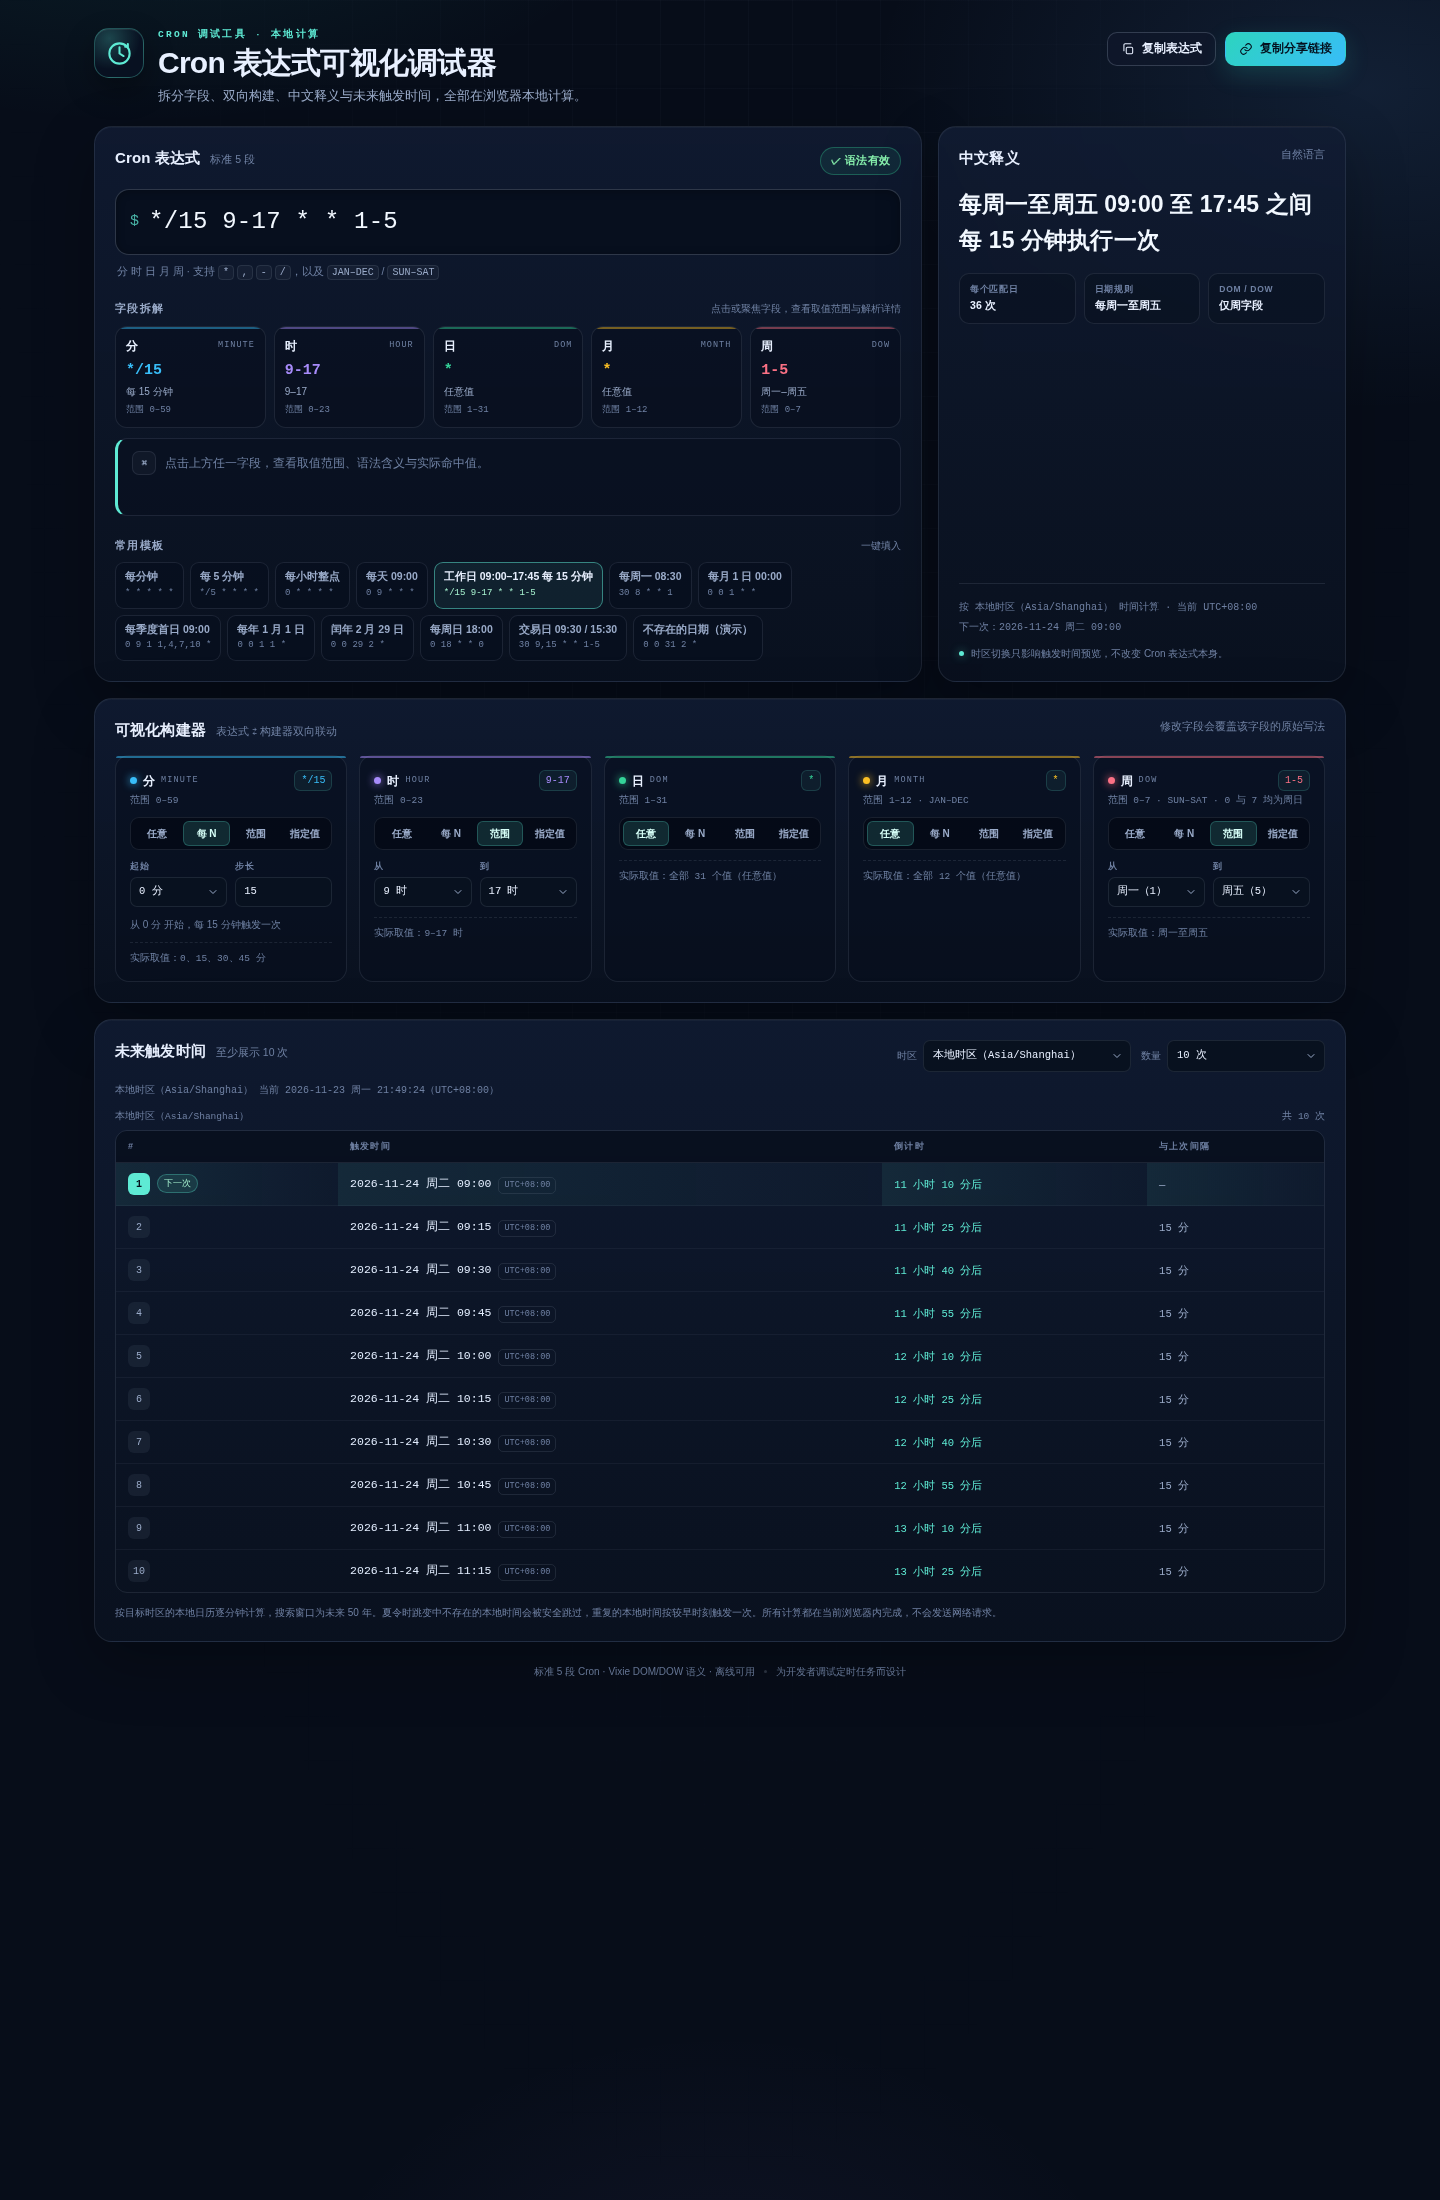 CRON 调试工具 · 本地计算
Cron 表达式可视化调试器
拆分字段、双向构建、中文释义与未来触发时间，全部在浏览器本地计算。
复制表达式
复制分享链接
Cron 表达式 标准 5 段
✓ 语法有效
$ */15 9-17 * * 1-5
分 时 日 月 周 · 支持 * , - / ，以及 JAN–DEC / SUN–SAT
字段拆解
点击或聚焦字段，查看取值范围与解析详情
分 MINUTE
*/15
每 15 分钟
范围 0–59
时 HOUR
9-17
9–17
范围 0–23
日 DOM
*
任意值
范围 1–31
月 MONTH
*
任意值
范围 1–12
周 DOW
1-5
周一–周五
范围 0–7
⌘ 点击上方任一字段，查看取值范围、语法含义与实际命中值。
常用模板
一键填入
每分钟
* * * * *
每 5 分钟
*/5 * * * *
每小时整点
0 * * * *
每天 09:00
0 9 * * *
工作日 09:00–17:45 每 15 分钟
*/15 9-17 * * 1-5
每周一 08:30
30 8 * * 1
每月 1 日 00:00
0 0 1 * *
每季度首日 09:00
0 9 1 1,4,7,10 *
每年 1 月 1 日
0 0 1 1 *
闰年 2 月 29 日
0 0 29 2 *
每周日 18:00
0 18 * * 0
交易日 09:30 / 15:30
30 9,15 * * 1-5
不存在的日期（演示）
0 0 31 2 *
中文释义
自然语言
每周一至周五 09:00 至 17:45 之间
每 15 分钟执行一次
每个匹配日
36 次
日期规则
每周一至周五
DOM / DOW
仅周字段
按 本地时区（Asia/Shanghai） 时间计算 · 当前 UTC+08:00
下一次：2026-11-24 周二 09:00
时区切换只影响触发时间预览，不改变 Cron 表达式本身。
可视化构建器 表达式 ⇄ 构建器双向联动
修改字段会覆盖该字段的原始写法
分 MINUTE */15
范围 0–59
任意 每 N 范围 指定值
起始 步长
0 分 15
从 0 分 开始，每 15 分钟触发一次
实际取值：0、15、30、45 分
时 HOUR 9-17
范围 0–23
任意 每 N 范围 指定值
从 到
9 时 17 时
实际取值：9–17 时
日 DOM *
范围 1–31
任意 每 N 范围 指定值
实际取值：全部 31 个值（任意值）
月 MONTH *
范围 1–12 · JAN–DEC
任意 每 N 范围 指定值
实际取值：全部 12 个值（任意值）
周 DOW 1-5
范围 0–7 · SUN–SAT · 0 与 7 均为周日
任意 每 N 范围 指定值
从 到
周一（1） 周五（5）
实际取值：周一至周五
未来触发时间 至少展示 10 次
时区 本地时区（Asia/Shanghai） 数量 10 次
本地时区（Asia/Shanghai） 当前 2026-11-23 周一 21:49:24（UTC+08:00）
本地时区（Asia/Shanghai）
共 10 次
# 触发时间 倒计时 与上次间隔
1 下一次 2026-11-24 周二 09:00 UTC+08:00 11 小时 10 分后 —
2 2026-11-24 周二 09:15 UTC+08:00 11 小时 25 分后 15 分
3 2026-11-24 周二 09:30 UTC+08:00 11 小时 40 分后 15 分
4 2026-11-24 周二 09:45 UTC+08:00 11 小时 55 分后 15 分
5 2026-11-24 周二 10:00 UTC+08:00 12 小时 10 分后 15 分
6 2026-11-24 周二 10:15 UTC+08:00 12 小时 25 分后 15 分
7 2026-11-24 周二 10:30 UTC+08:00 12 小时 40 分后 15 分
8 2026-11-24 周二 10:45 UTC+08:00 12 小时 55 分后 15 分
9 2026-11-24 周二 11:00 UTC+08:00 13 小时 10 分后 15 分
10 2026-11-24 周二 11:15 UTC+08:00 13 小时 25 分后 15 分
按目标时区的本地日历逐分钟计算，搜索窗口为未来 50 年。夏令时跳变中不存在的本地时间会被安全跳过，重复的本地时间按较早时刻触发一次。所有计算都在当前浏览器内完成，不会发送网络请求。
标准 5 段 Cron · Vixie DOM/DOW 语义 · 离线可用 • 为开发者调试定时任务而设计